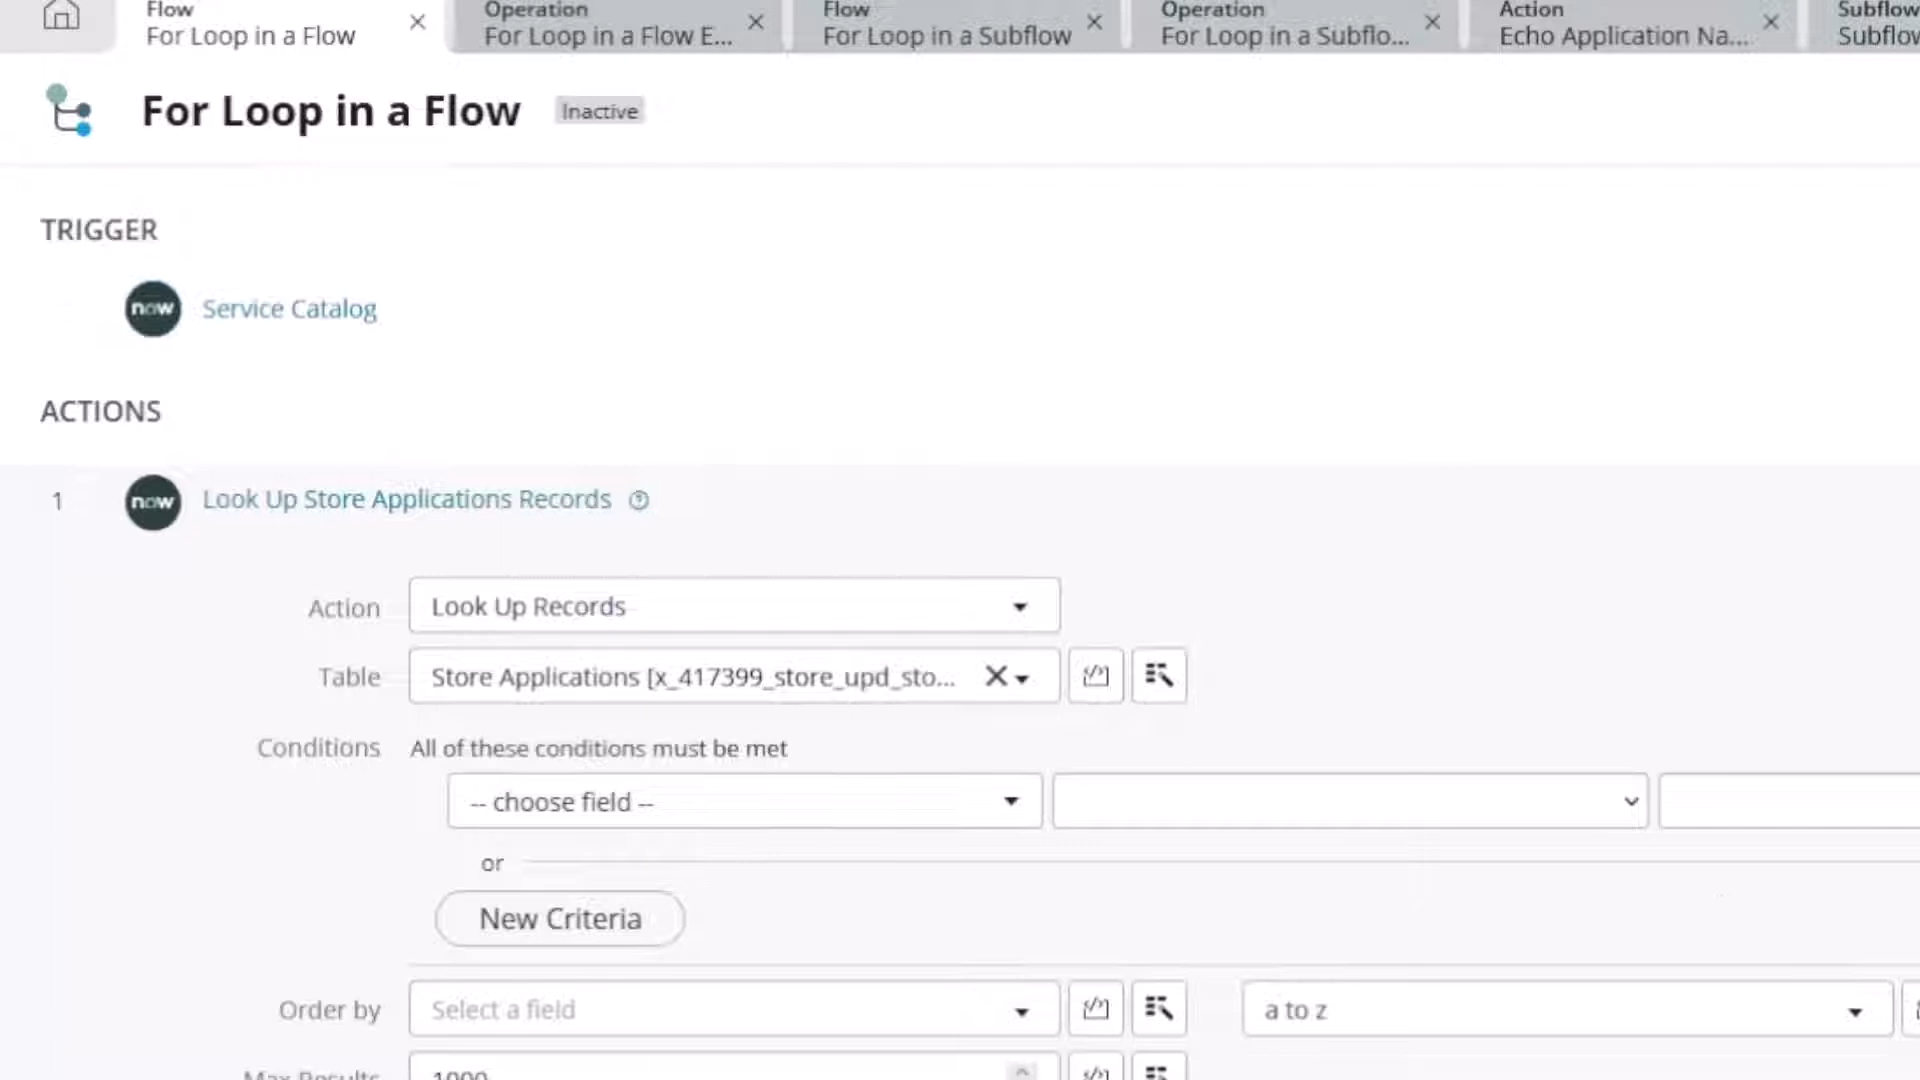 Flow
For Loop in a Flow
Operation
For Loop in a Flow E...
Flow
For Loop in a Subflow
Operation
For Loop in a Subflo...
Action
Echo Application Na...
Subflow
Subflow
For Loop in a Flow
Inactive
TRIGGER
now
Service Catalog
ACTIONS
1
now
Look Up Store Applications Records
Action
Look Up Records
Table
Store Applications [x_417399_store_upd_sto...
Conditions
All of these conditions must be met
-- choose field --
or
New Criteria
Order by
Select a field
a to z
Max Results
1000